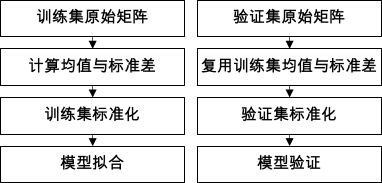 训练集原始矩阵
计算均值与标准差
训练集标准化
模型拟合
验证集原始矩阵
复用训练集均值与标准差
验证集标准化
模型验证